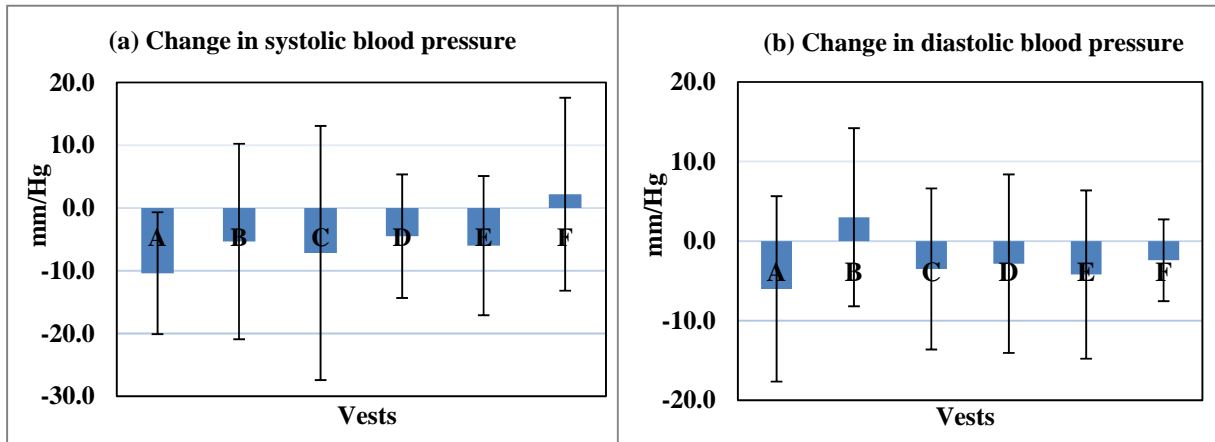 (a) Change in systolic blood pressure
20.0
10.0
0.0
-10.0
-20.0
-30.0
mm/Hg
A B C D E F
Vests
(b) Change in diastolic blood pressure
20.0
10.0
0.0
-10.0
-20.0
mm/Hg
A B C D E F
Vests